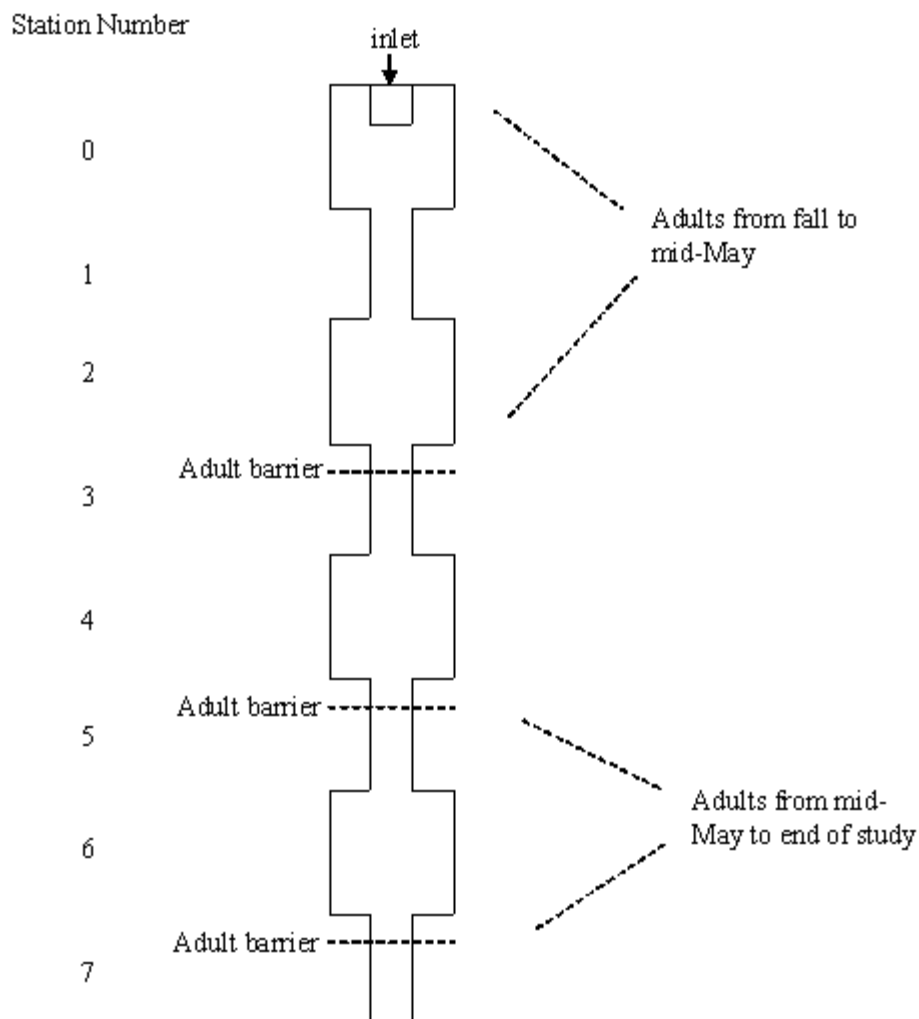 Station Number
inlet
0
Adults from fall to
mid-May
1
2
Adult barrier
3
4
Adult barrier
5
Adults from mid-
May to end of study
6
Adult barrier
7